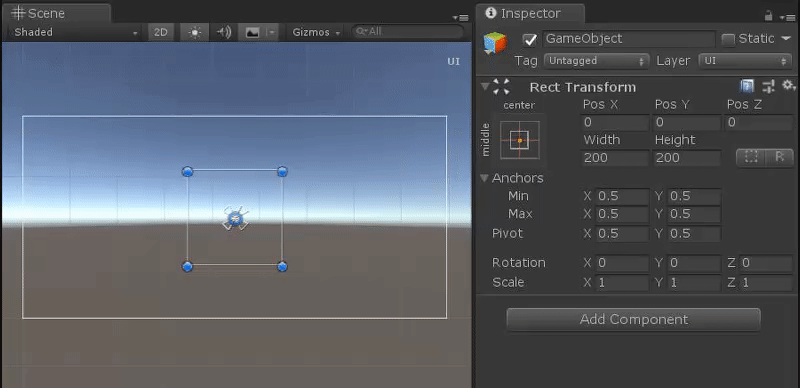 Scene
Shaded
2D
Gizmos
All
UI
Inspector
GameObject
Static
Tag Untagged Layer UI
Rect Transform
center
middle
Pos X Pos Y Pos Z
0 0 0
Width Height
200 200
R
Anchors
Min X 0.5 Y 0.5
Max X 0.5 Y 0.5
Pivot X 0.5 Y 0.5
Rotation X 0 Y 0 Z 0
Scale X 1 Y 1 Z 1
Add Component